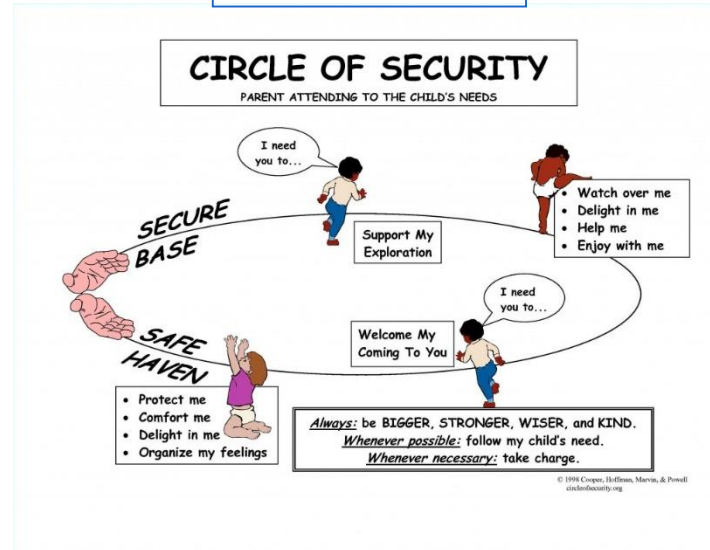 CIRCLE OF SECURITY
PARENT ATTENDING TO THE CHILD'S NEEDS
I need
you to...
SECURE
BASE
Support My
Exploration
• Watch over me
• Delight in me
• Help me
• Enjoy with me
I need
you to...
Welcome My
Coming To You
SAFE
HAVEN
• Protect me
• Comfort me
• Delight in me
• Organize my feelings
Always: be BIGGER, STRONGER, WISER, and KIND.
Whenever possible: follow my child's need.
Whenever necessary: take charge.
© 1998 Cooper, Hoffman, Marvin, & Powell
circleofsecurity.org